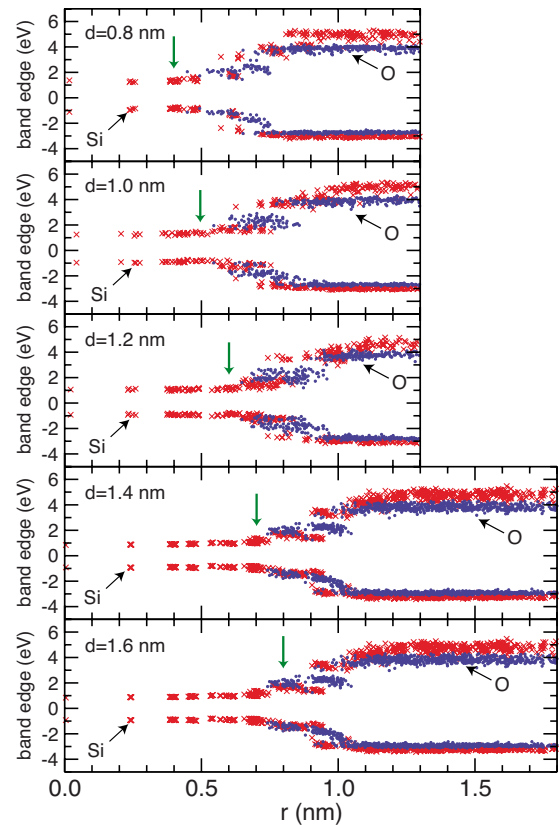 6
4
2
0
-2
-4
band edge (eV)
d=0.8 nm
Si
O
6
4
2
0
-2
-4
band edge (eV)
d=1.0 nm
Si
O
6
4
2
0
-2
-4
band edge (eV)
d=1.2 nm
Si
O
6
4
2
0
-2
-4
band edge (eV)
d=1.4 nm
Si
O
6
4
2
0
-2
-4
band edge (eV)
d=1.6 nm
Si
O
0.0 0.5 1.0 1.5
r (nm)